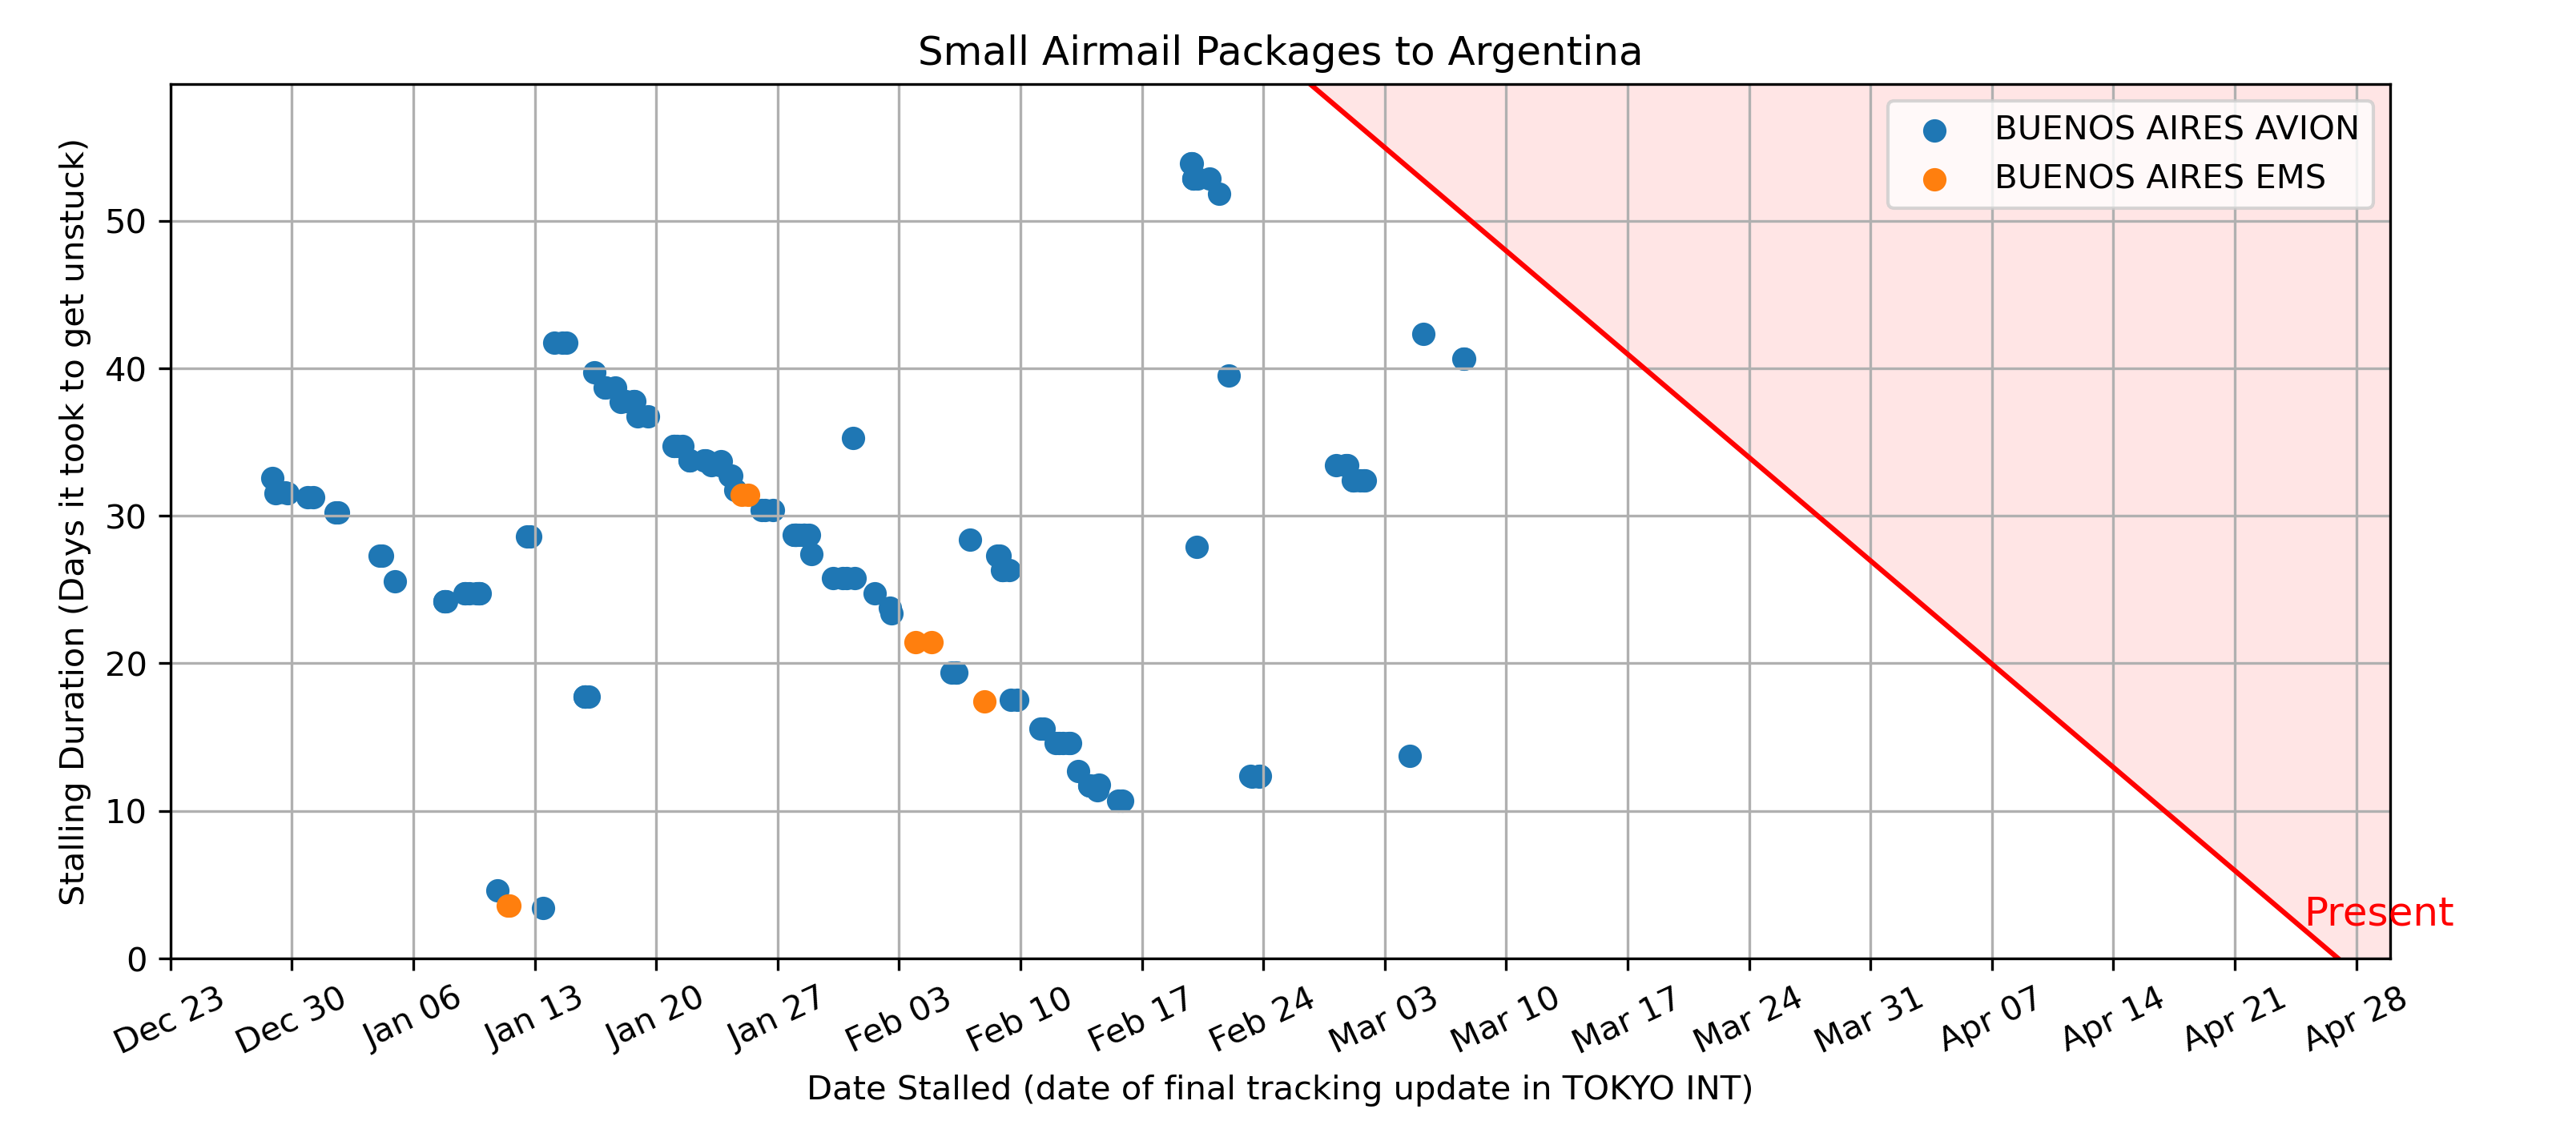 Small Airmail Packages to Argentina
BUENOS AIRES AVION
BUENOS AIRES EMS
Stalling Duration (Days it took to get unstuck)
50
40
30
20
10
0
Present
Dec 23
Dec 30
Jan 06
Jan 13
Jan 20
Jan 27
Feb 03
Feb 10
Feb 17
Feb 24
Mar 03
Mar 10
Mar 17
Mar 24
Mar 31
Apr 07
Apr 14
Apr 21
Apr 28
Date Stalled (date of final tracking update in TOKYO INT)